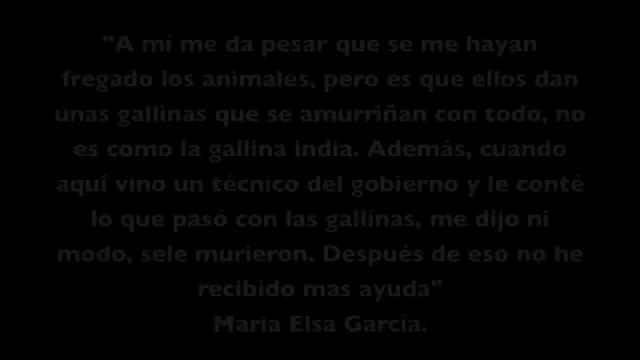 "A mí me da pesar que se me hayan
fregado los animales, pero es que ellos dan
unas gallinas que se amurriñan con todo, no
es como la gallina india. Además, cuando
aquí vino un técnico del gobierno y le conté
lo que pasó con las gallinas, me dijo ni
modo, sele murieron. Después de eso no he
recibido mas ayuda"
Maria Elsa García.